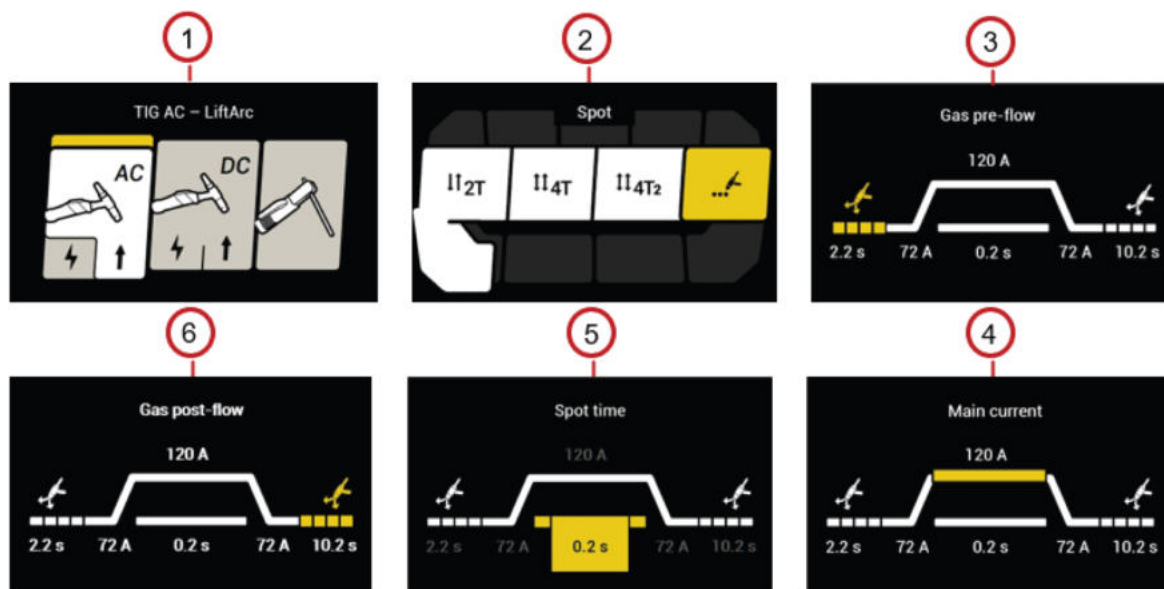 1
TIG AC – LiftArc
AC
DC
2
Spot
2T
4T
4T2
3
Gas pre-flow
120 A
2.2 s 72 A 0.2 s 72 A 10.2 s
6
Gas post-flow
120 A
2.2 s 72 A 0.2 s 72 A 10.2 s
5
Spot time
120 A
2.2 s 72 A 0.2 s 72 A 10.2 s
4
Main current
120 A
2.2 s 72 A 0.2 s 72 A 10.2 s